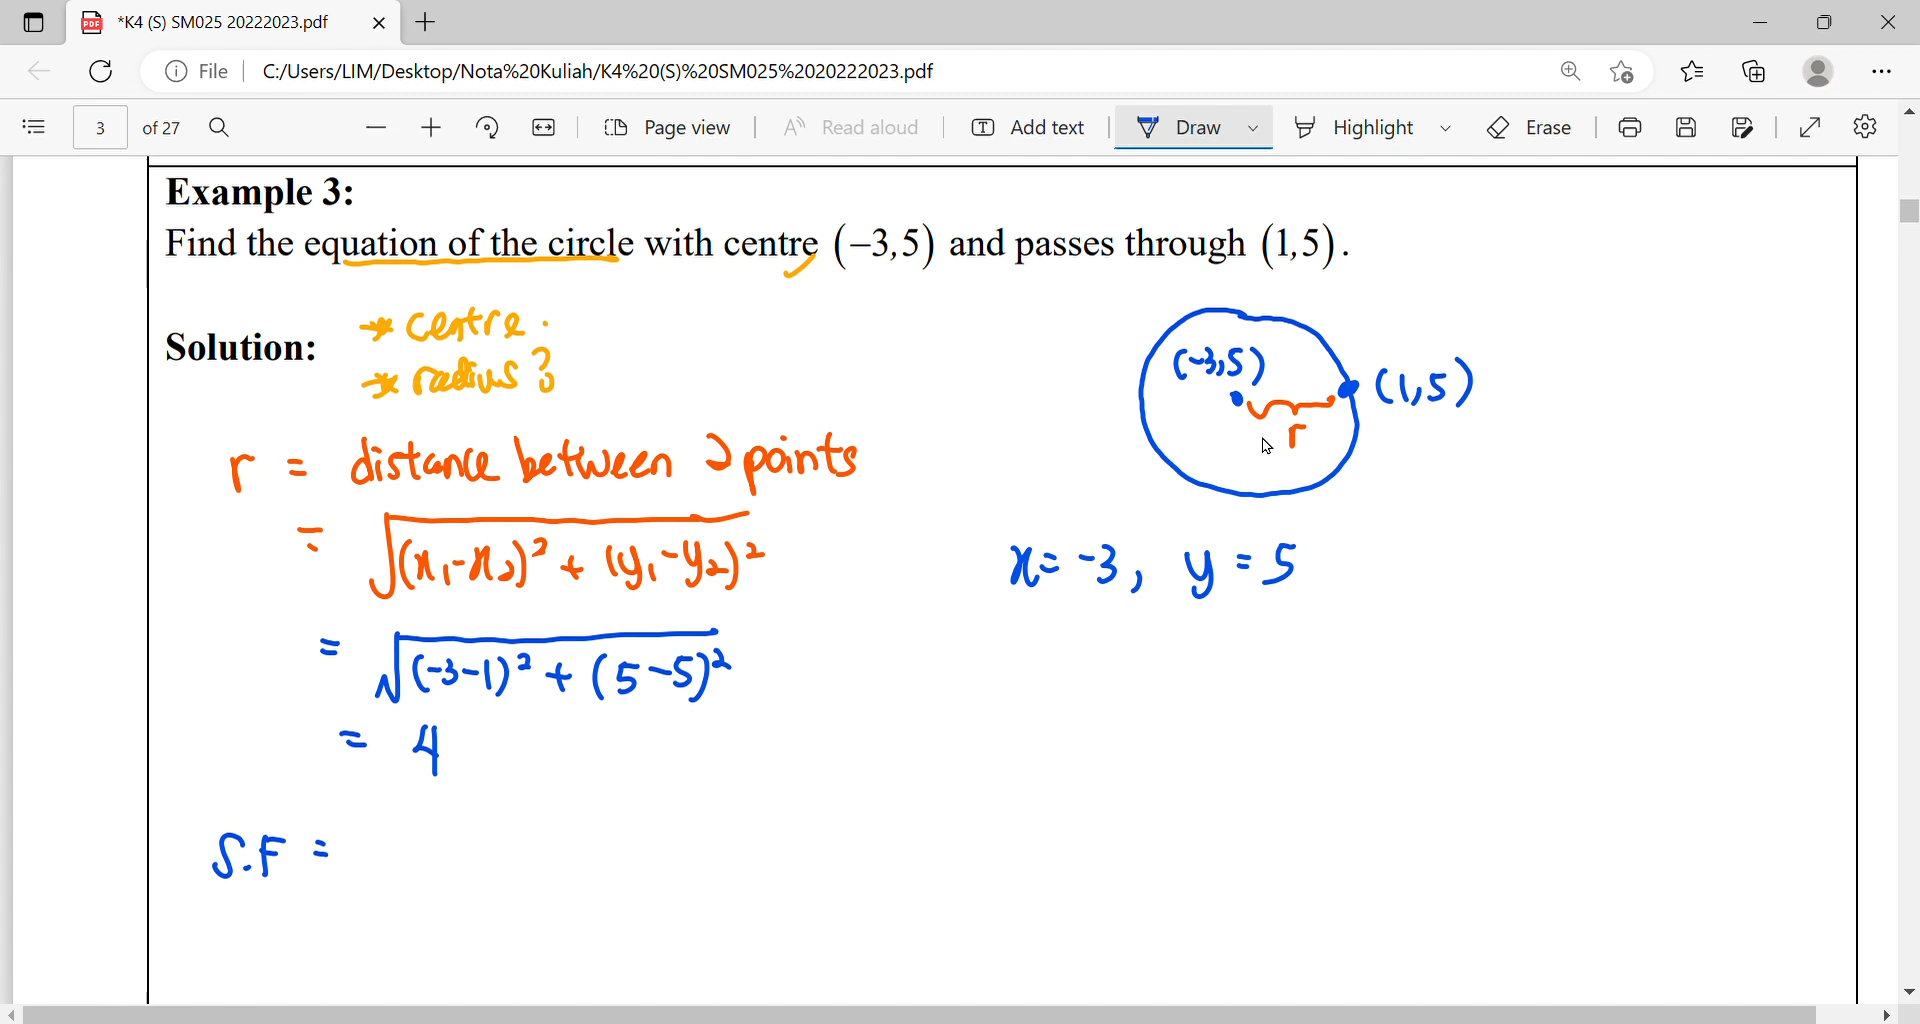 *K4 (S) SM025 20222023.pdf
File C:/Users/LIM/Desktop/Nota%20Kuliah/K4%20(S)%20SM025%2020222023.pdf
3 of 27 Page view Read aloud Add text Draw Highlight Erase
Example 3:
Find the equation of the circle with centre (−3,5) and passes through (1,5).
Solution:
* centre.
* radius?
(-3,5)
(1,5)
r
r = distance between 2 points
= √(x₁-x₂)² + (y₁-y₂)²
x = -3, y = 5
= √(-3-1)² + (5-5)²
= 4
S.F =